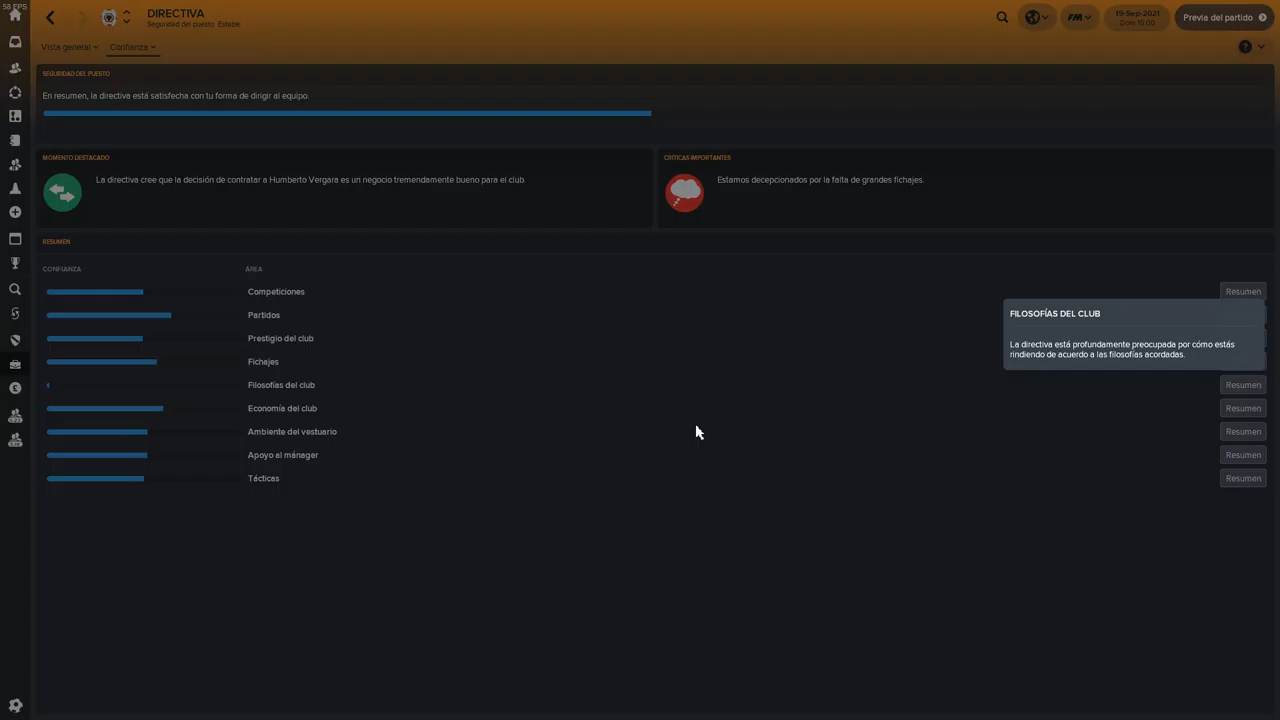 58 FPS
DIRECTIVA
Seguridad del puesto: Estable
FM
15-Sep-2021
Previa del partido
Vista general
Confianza
?
SEGURIDAD DEL PUESTO
En resumen, la directiva está satisfecha con tu forma de dirigir al equipo.
MOMENTO DESTACADO
La directiva cree que la decisión de contratar a Humberto Vergara es un negocio tremendamente bueno para el club.
CRÍTICAS IMPORTANTES
Estamos decepcionados por la falta de grandes fichajes.
RESUMEN
CONFIANZA
ÁREA
Competiciones
Resumen
Partidos
Prestigio del club
Fichajes
FILOSOFÍAS DEL CLUB
La directiva está profundamente preocupada por cómo estás
rindiendo de acuerdo a las filosofías acordadas.
Filosofías del club
Resumen
Economía del club
Resumen
Ambiente del vestuario
Resumen
Apoyo al mánager
Resumen
Tácticas
Resumen